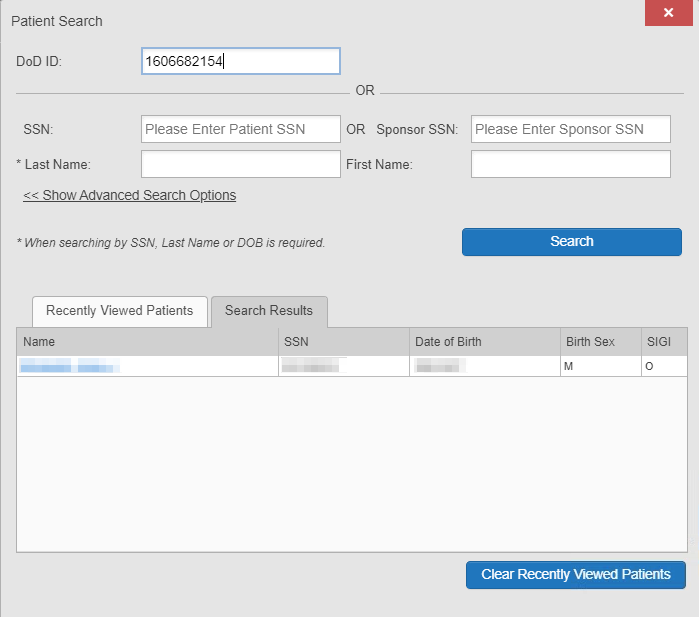 Patient Search
DoD ID: 1606682154
OR
SSN: Please Enter Patient SSN OR Sponsor SSN: Please Enter Sponsor SSN
* Last Name: First Name:
<< Show Advanced Search Options
* When searching by SSN, Last Name or DOB is required. Search
Recently Viewed Patients Search Results
Name SSN Date of Birth Birth Sex SIGI
M O
Clear Recently Viewed Patients